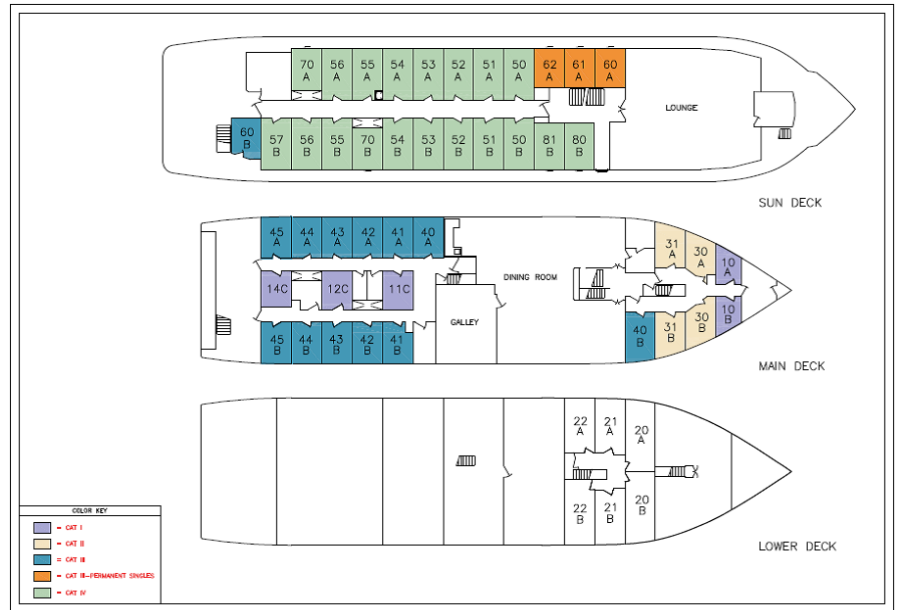 70 A
56 A
55 A
54 A
53 A
52 A
51 A
50 A
62 A
61 A
60 A
LOUNGE
60 B
57 B
56 B
55 B
70 B
54 B
53 B
52 B
51 B
50 B
81 B
80 B
SUN DECK
45 A
44 A
43 A
42 A
41 A
40 A
31 A
30 A
10 A
14C
12C
11C
DINING ROOM
GALLEY
45 B
44 B
43 B
42 B
41 B
40 B
31 B
30 B
10 B
MAIN DECK
22 A
21 A
20 A
22 B
21 B
20 B
LOWER DECK
COLOR KEY
= CAT I
= CAT II
= CAT III
= CAT III-PERMANENT SINGLES
= CAT IV